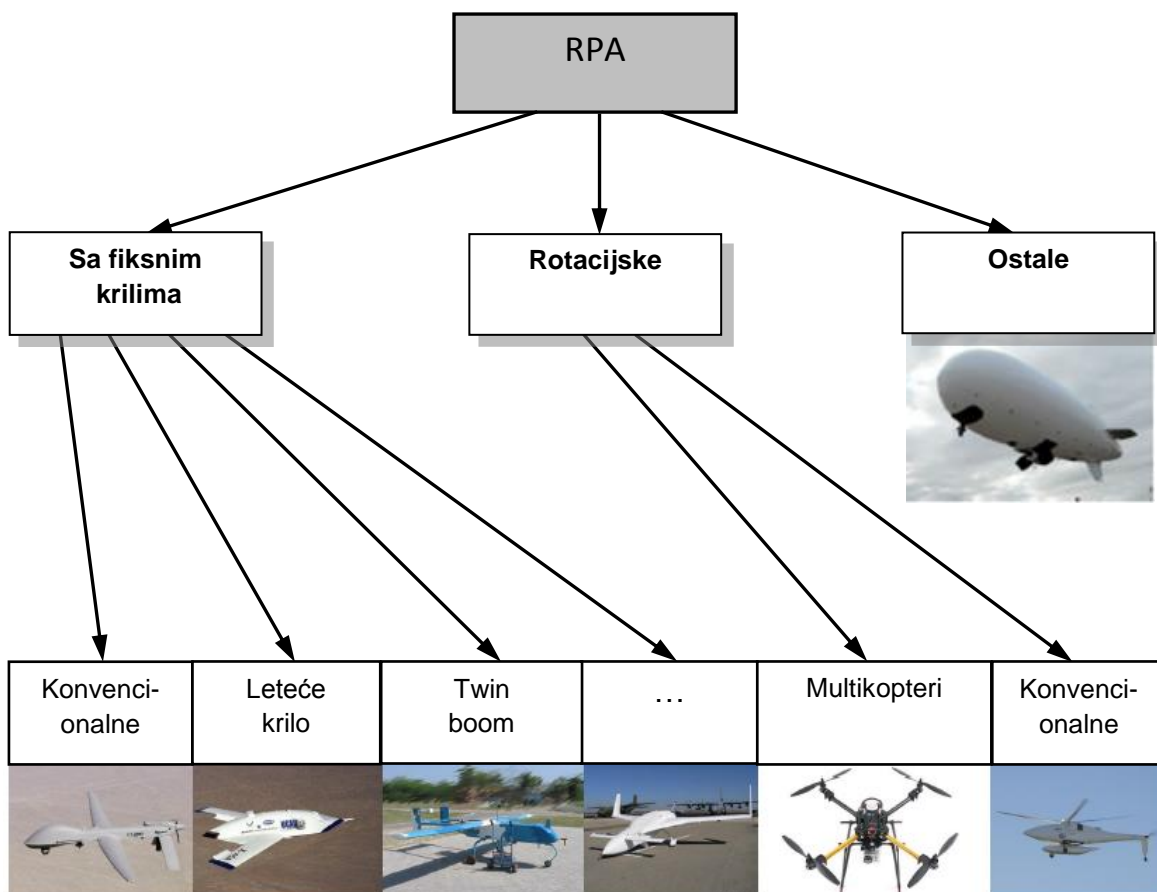 RPA
Sa fiksnim
krilima
Rotacijske
Ostale
Konvenci-
onalne
Leteće
krilo
Twin
boom
…
Multikopteri
Konvenci-
onalne